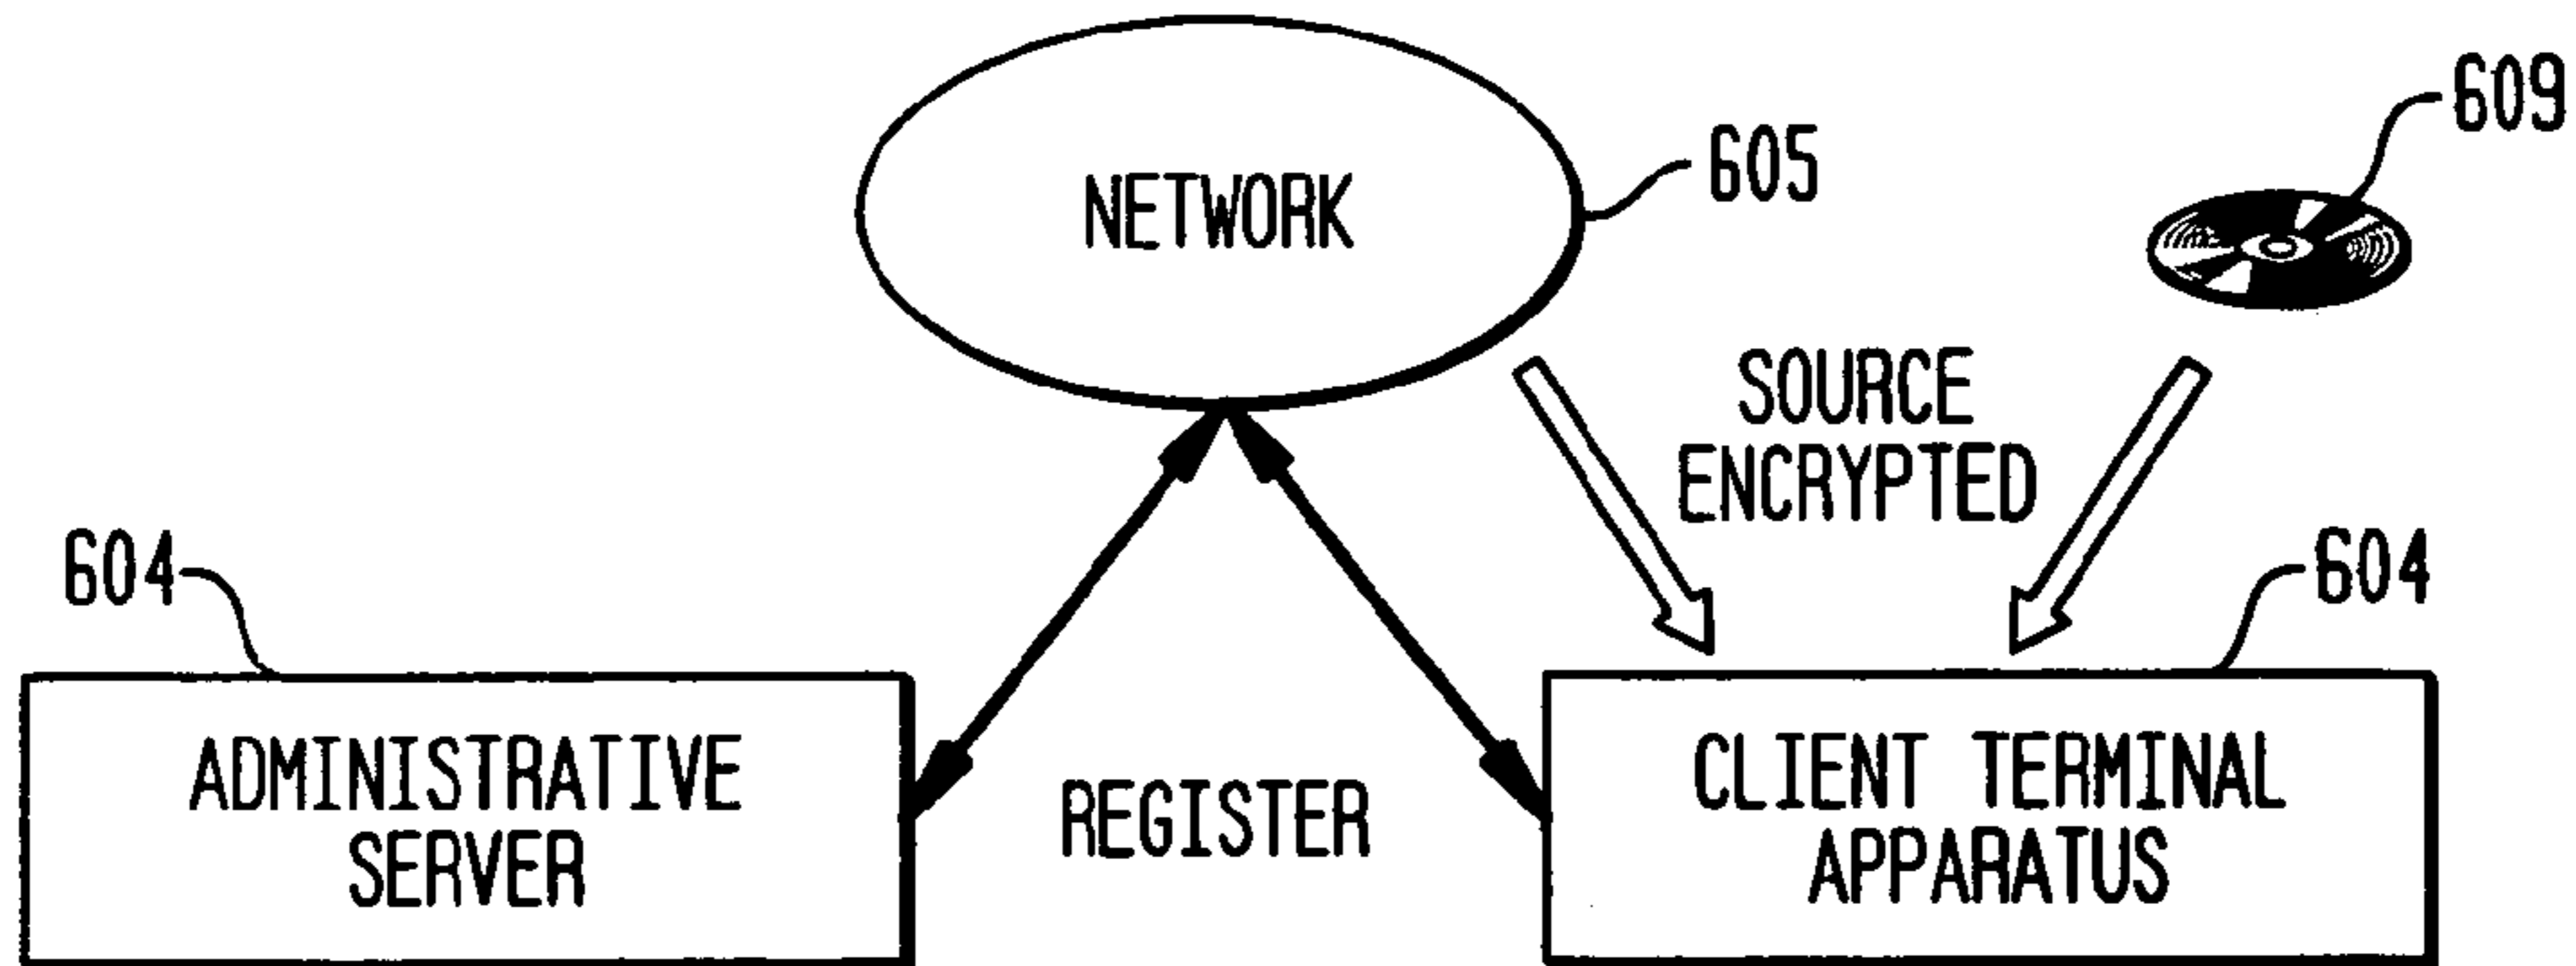 609
605
NETWORK
SOURCE
ENCRYPTED
604
604
ADMINISTRATIVE
SERVER
REGISTER
CLIENT TERMINAL
APPARATUS